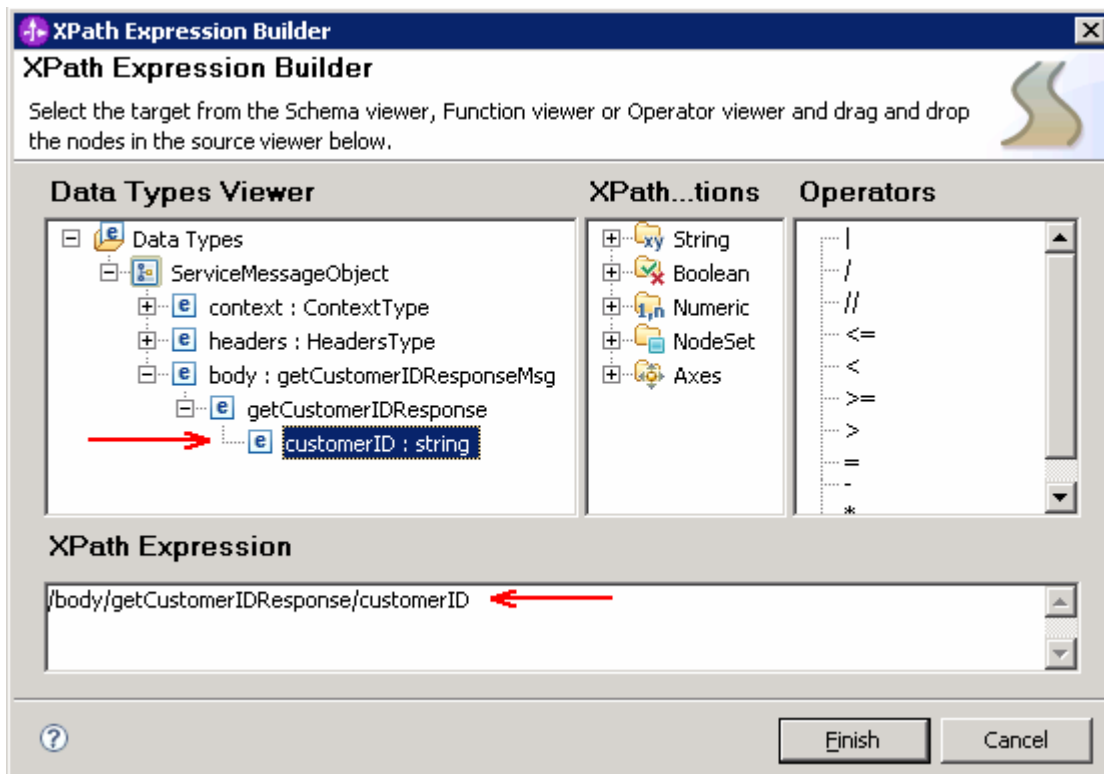 XPath Expression Builder
XPath Expression Builder
Select the target from the Schema viewer, Function viewer or Operator viewer and drag and drop
the nodes in the source viewer below.
Data Types Viewer
Data Types
ServiceMessageObject
context : ContextType
headers : HeadersType
body : getCustomerIDResponseMsg
getCustomerIDResponse
customerID : string
XPath...tions
String
Boolean
Numeric
NodeSet
Axes
Operators
|
/
//
<=
<
>=
>
=
-
*
XPath Expression
/body/getCustomerIDResponse/customerID
Finish
Cancel